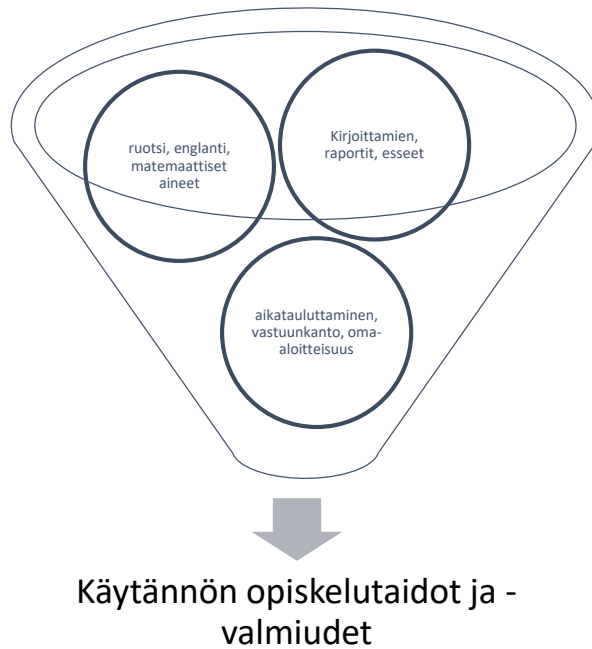 ruotsi, englanti,
matemaattiset
aineet
Kirjoittamien,
raportit, esseet
aikatauluttaminen,
vastuunkanto, oma-
aloitteisuus
Käytännön opiskelutaidot ja -
valmiudet